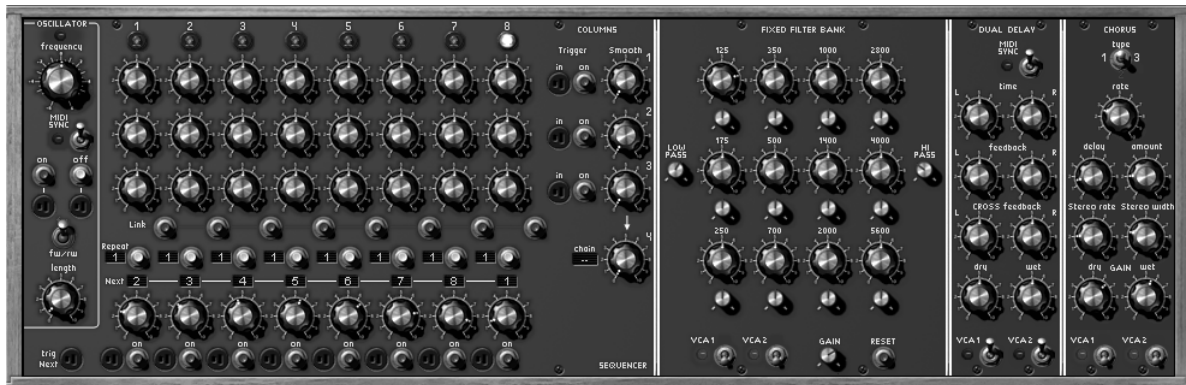 OSCILLATOR
frequency
MIDI SYNC
on off
fw/rw
length
1 2 3 4 5 6 7 8
Link
Repeat 1 1 1 1 1 1 1 1
Next 2 3 4 5 6 7 8 1
on on on on on on on on
trig Next
COLUMNS
Trigger Smooth
in on 1
in on 2
in on 3
chain -- 4
SEQUENCER
FIXED FILTER BANK
125 350 1000 2800
LOW PASS 175 500 1400 4000 HI PASS
250 700 2000 5600
VCA1 VCA2 GAIN RESET
DUAL DELAY
MIDI SYNC
time
L R
feedback
L R
CROSS feedback
L R
dry wet
VCA1 VCA2
CHORUS
type
1 3
rate
delay amount
Stereo rate Stereo width
dry GAIN wet
VCA1 VCA2